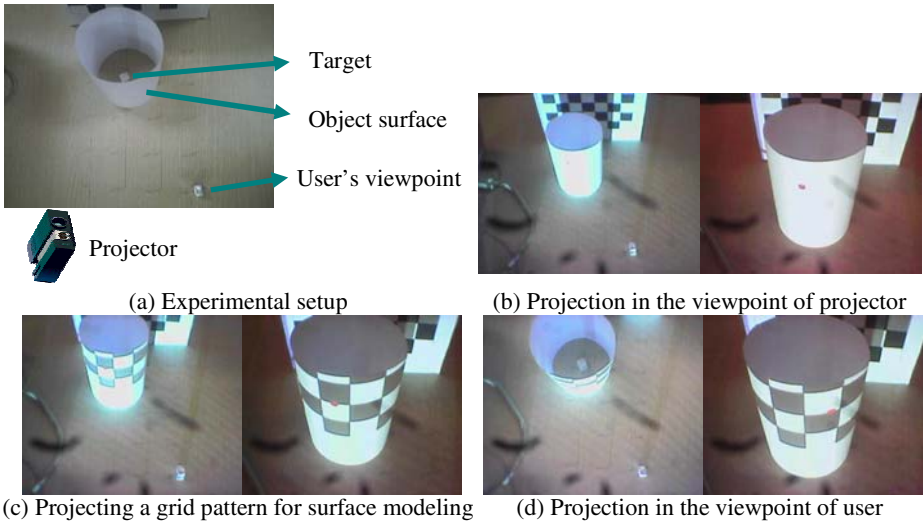 Target
Object surface
User's viewpoint
Projector
(a) Experimental setup
(b) Projection in the viewpoint of projector
(c) Projecting a grid pattern for surface modeling
(d) Projection in the viewpoint of user